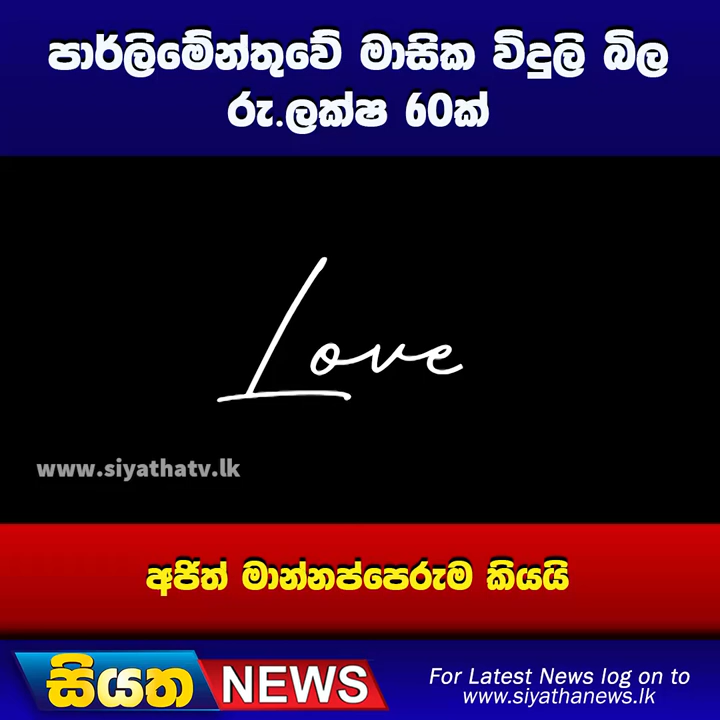 පාර්ලිමේන්තුවේ මාසික විදුලි බිල
රු.ලක්ෂ 60ක්
Love
www.siyathatv.lk
අජිත් මාන්නප්පෙරුම කියයි
සියත NEWS
For Latest News log on to
www.siyathanews.lk